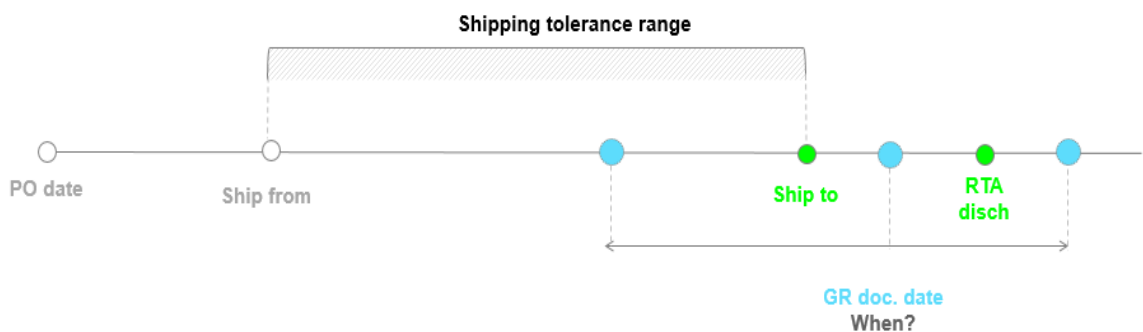 Shipping tolerance range
PO date
Ship from
Ship to
RTA
disch
GR doc. date
When?